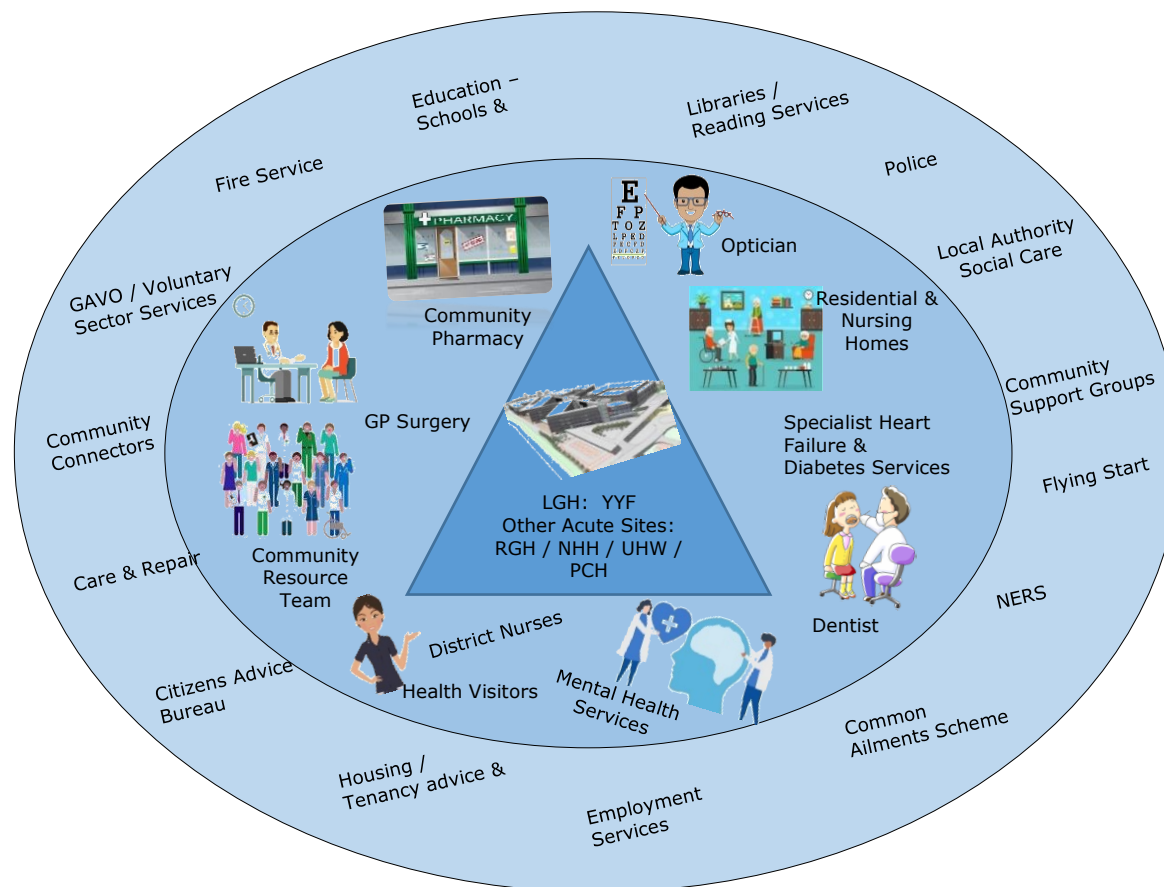 Education –
Schools &
Libraries /
Reading Services
Fire Service
Police
GAVO / Voluntary
Sector Services
Local Authority
Social Care
Community
Connectors
Community
Support Groups
Care & Repair
Flying Start
Citizens Advice
Bureau
NERS
Housing /
Tenancy advice &
Common
Ailments Scheme
Employment
Services
PHARMACY
Community
Pharmacy
E
F P
T O Z
L P E D
P E C F D
Optician
Residential &
Nursing
Homes
GP Surgery
Specialist Heart
Failure &
Diabetes Services
Community
Resource
Team
Dentist
District Nurses
Health Visitors
Mental Health
Services
LGH: YYF
Other Acute Sites:
RGH / NHH / UHW /
PCH